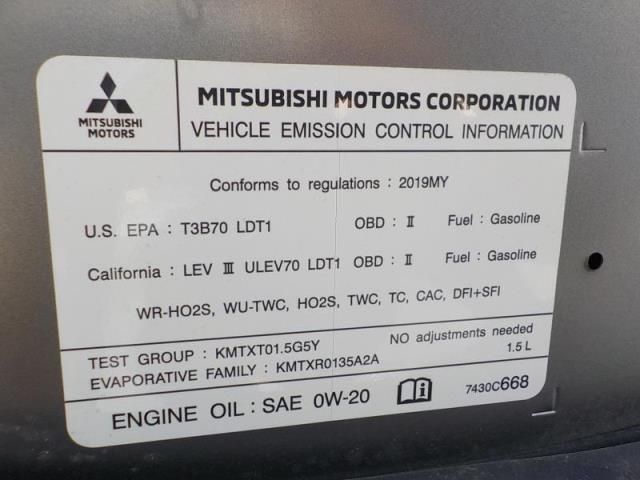 MITSUBISHI
MOTORS
MITSUBISHI MOTORS CORPORATION
VEHICLE EMISSION CONTROL INFORMATION
Conforms to regulations : 2019MY
U.S. EPA : T3B70 LDT1 OBD : II Fuel : Gasoline
California : LEV III ULEV70 LDT1 OBD : II Fuel : Gasoline
WR-HO2S, WU-TWC, HO2S, TWC, TC, CAC, DFI+SFI
TEST GROUP : KMTXT01.5G5Y NO adjustments needed
EVAPORATIVE FAMILY : KMTXR0135A2A 1.5 L
ENGINE OIL : SAE 0W-20 7430C668